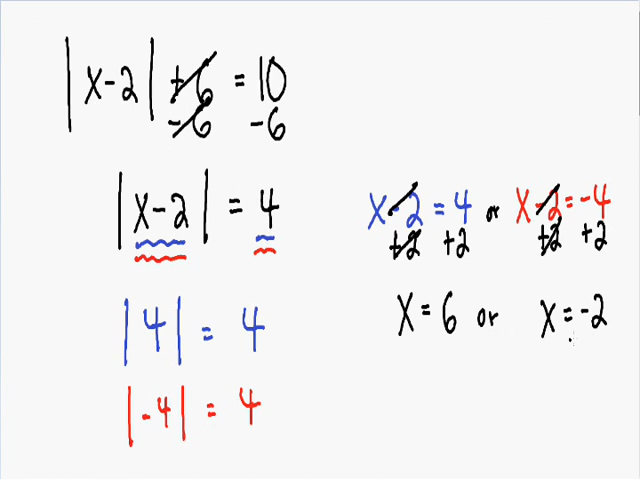 |x-2| +6 = 10
-6 -6
|x-2| = 4
|4| = 4
|-4| = 4
x-2 = 4 or x-2 = -4
+2 +2 +2 +2
x = 6 or x = -2